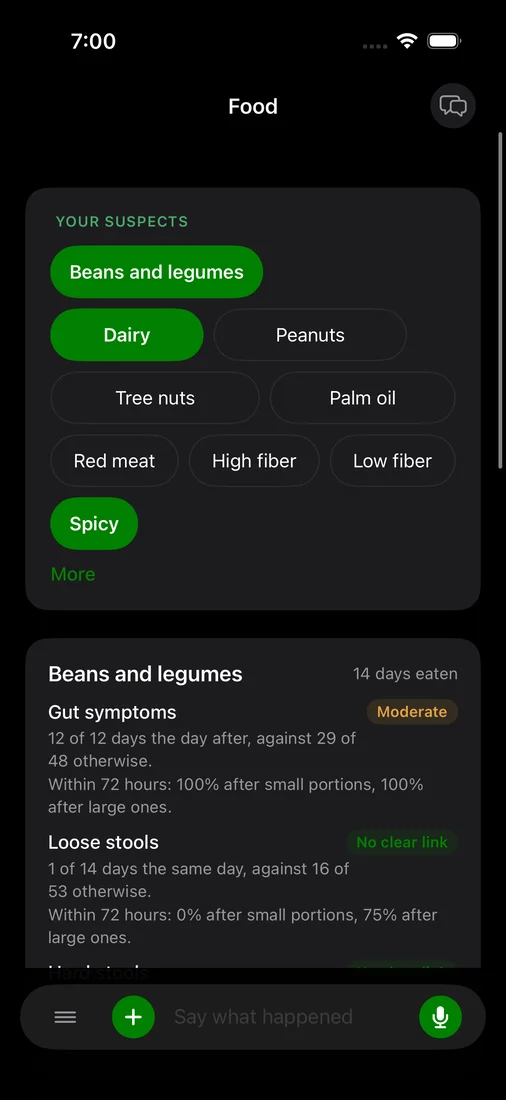 7:00
Food
YOUR SUSPECTS
Beans and legumes
Dairy
Peanuts
Tree nuts
Palm oil
Red meat
High fiber
Low fiber
Spicy
More
Beans and legumes
14 days eaten
Gut symptoms
Moderate
12 of 12 days the day after, against 29 of
48 otherwise.
Within 72 hours: 100% after small portions, 100%
after large ones.
Loose stools
No clear link
1 of 14 days the same day, against 16 of
53 otherwise.
Within 72 hours: 0% after small portions, 75% after
large ones.
Hard stools
Say what happened